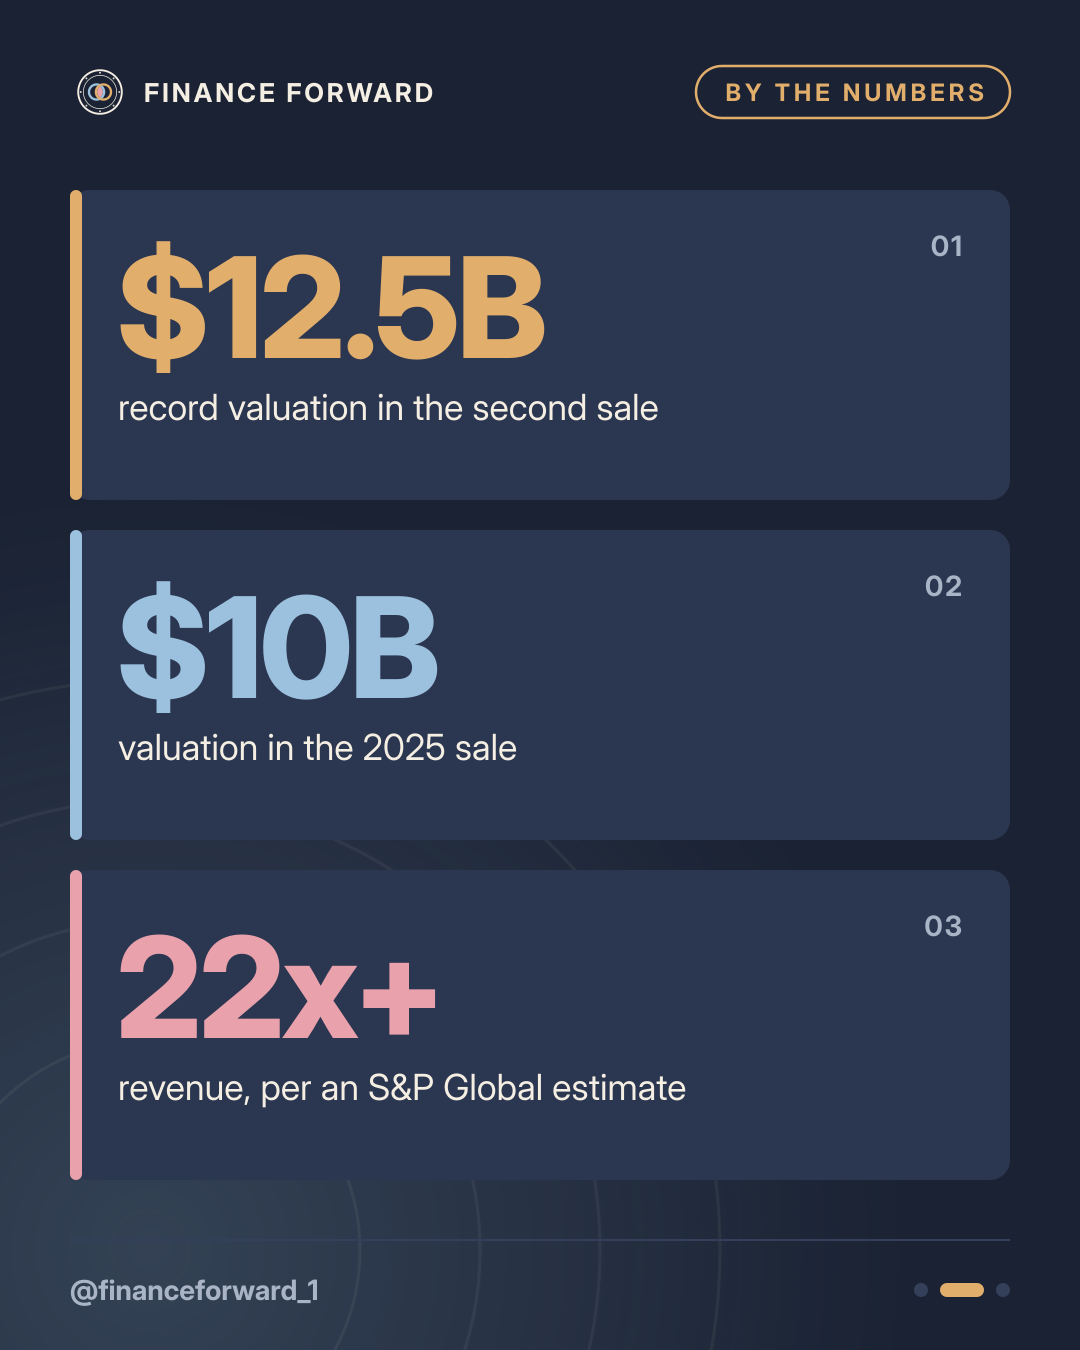 FINANCE FORWARD
BY THE NUMBERS
01
$12.5B
record valuation in the second sale
02
$10B
valuation in the 2025 sale
03
22x+
revenue, per an S&P Global estimate
@financeforward_1